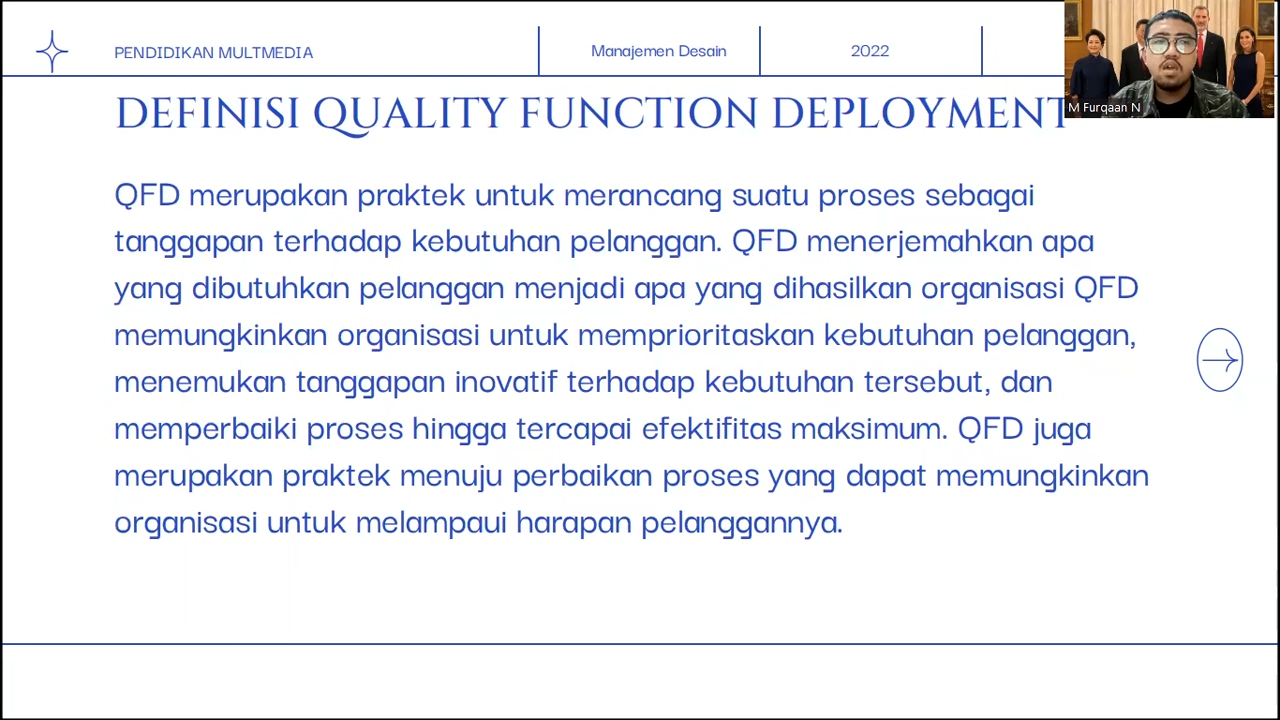 PENDIDIKAN MULTMEDIA
Manajemen Desain
2022
M Furqaan N
DEFINISI QUALITY FUNCTION DEPLOYMENT
QFD merupakan praktek untuk merancang suatu proses sebagai
tanggapan terhadap kebutuhan pelanggan. QFD menerjemahkan apa
yang dibutuhkan pelanggan menjadi apa yang dihasilkan organisasi QFD
memungkinkan organisasi untuk memprioritaskan kebutuhan pelanggan,
menemukan tanggapan inovatif terhadap kebutuhan tersebut, dan
memperbaiki proses hingga tercapai efektifitas maksimum. QFD juga
merupakan praktek menuju perbaikan proses yang dapat memungkinkan
organisasi untuk melampaui harapan pelanggannya.